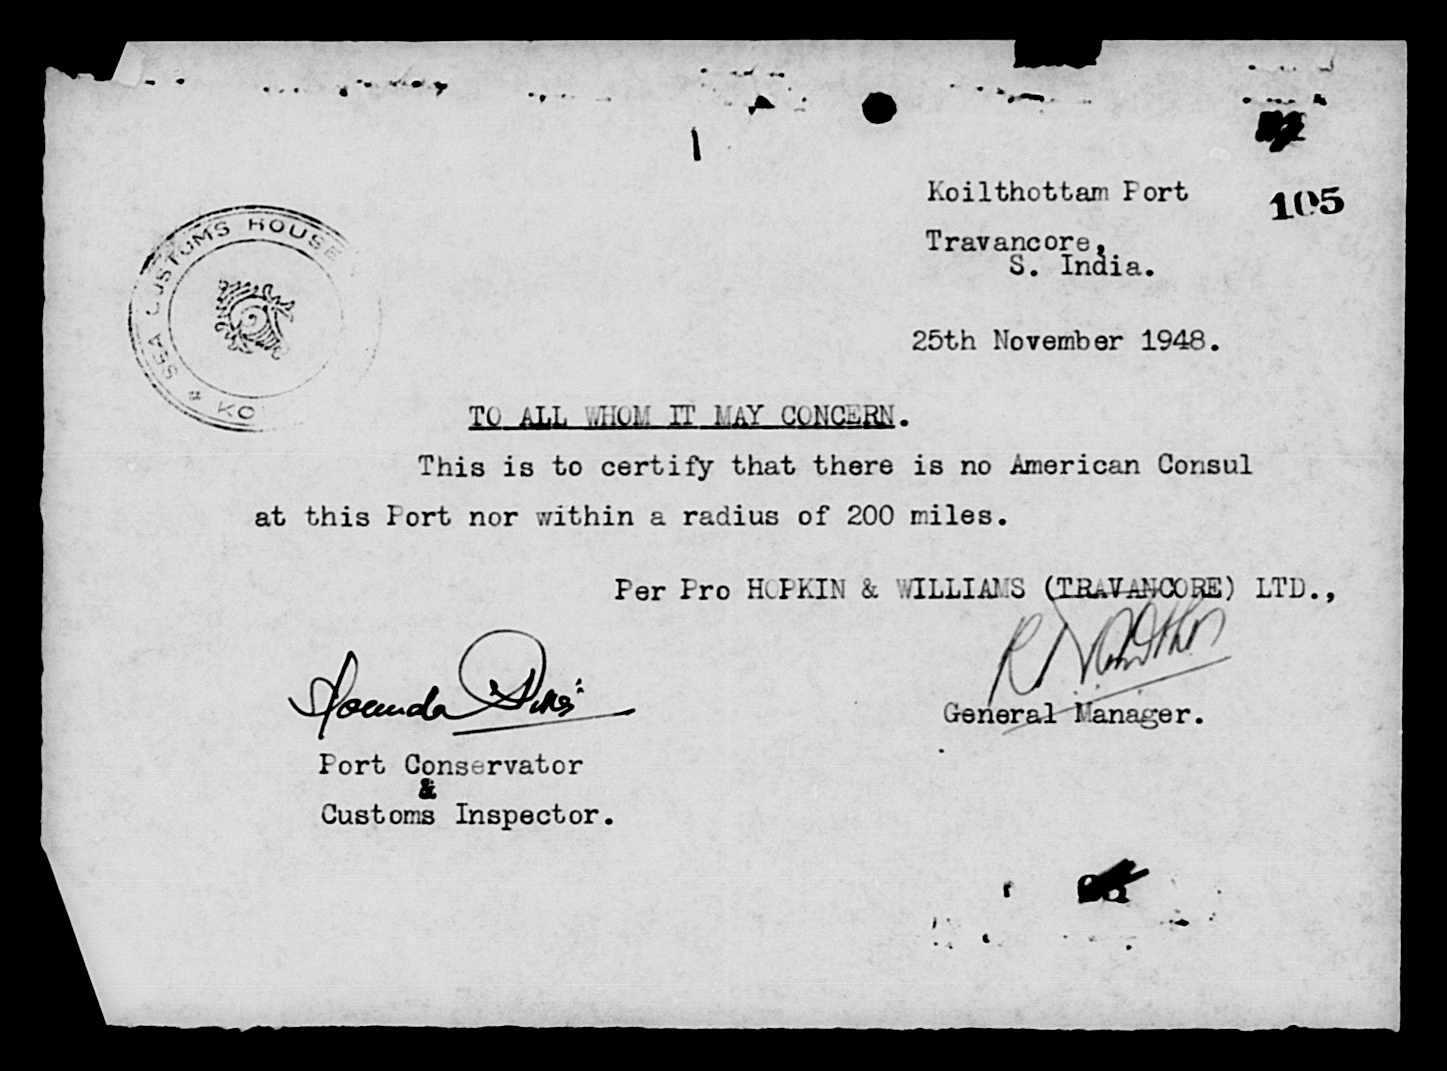 105
Koilthottam Port
Travancore,
S. India.
SEA CUSTOMS HOUSE
KO
25th November 1948.
TO ALL WHOM IT MAY CONCERN.
This is to certify that there is no American Consul
at this Port nor within a radius of 200 miles.
Per Pro HOPKIN & WILLIAMS (TRAVANCORE) LTD.,
General Manager.
Port Conservator
&
Customs Inspector.